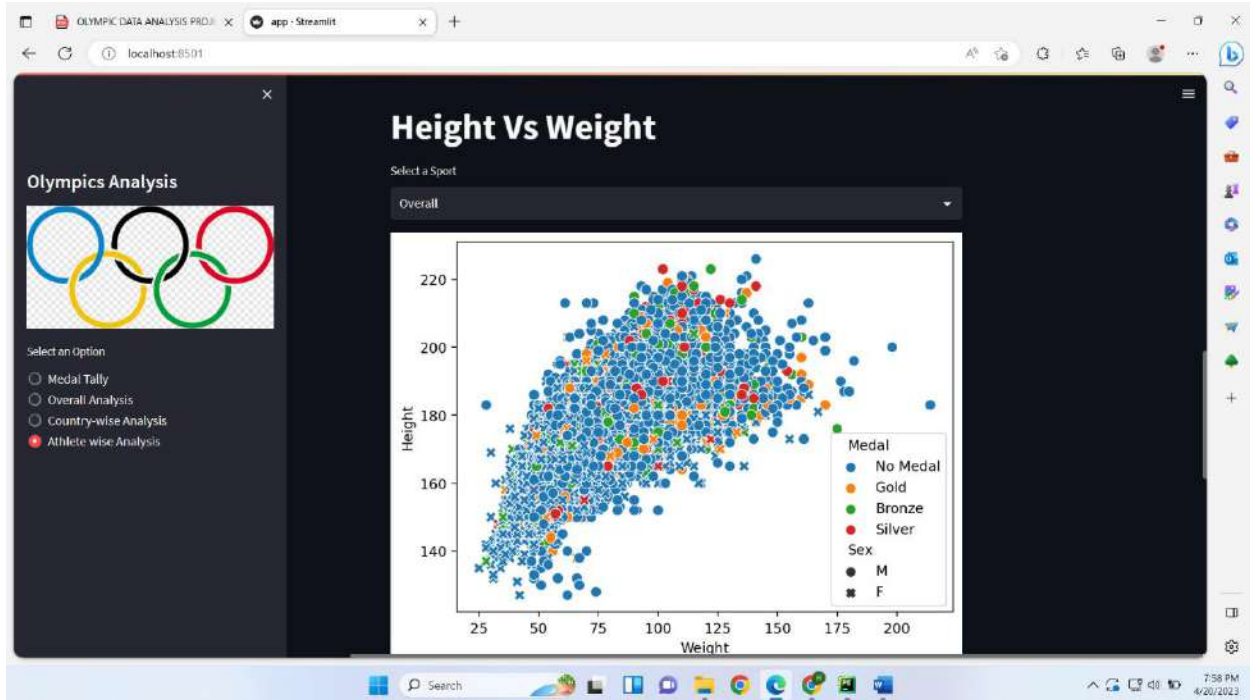 OLYMPIC DATA ANALYSIS PROJ
app · Streamlit
localhost:8501
Olympics Analysis
Select an Option
Medal Tally
Overall Analysis
Country-wise Analysis
Athlete wise Analysis
Height Vs Weight
Select a Sport
Overall
220
200
180
160
140
Height
Medal
No Medal
Gold
Bronze
Silver
Sex
M
F
25 50 75 100 125 150 175 200
Weight
Search
7:58 PM
4/20/2023